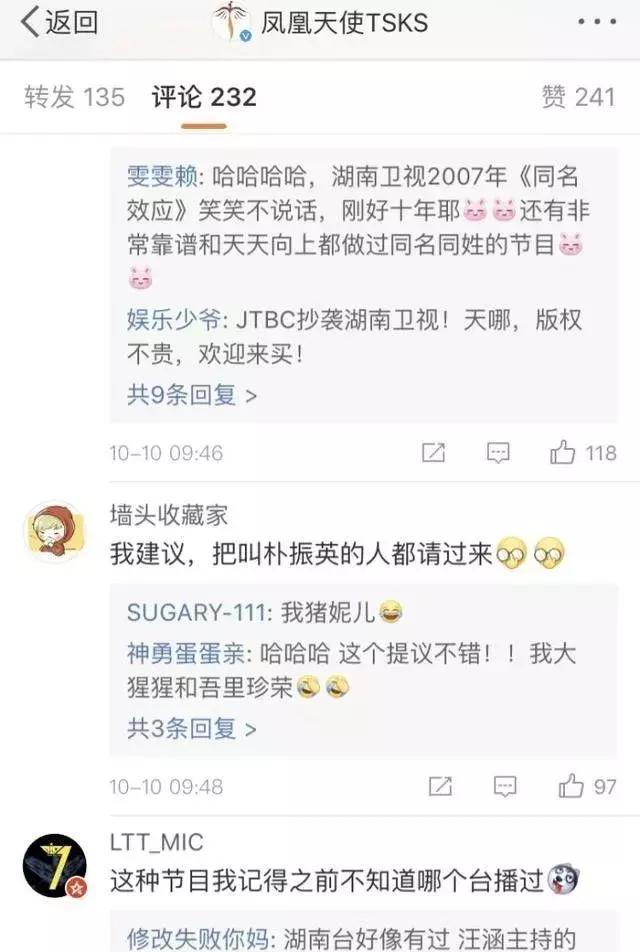 返回
凤凰天使TSKS
转发 135 评论 232 赞 241
雯雯赖: 哈哈哈哈，湖南卫视2007年《同名
效应》笑笑不说话，刚好十年耶🐰🐰还有非
常靠谱和天天向上都做过同名同姓的节目🐰
🐰
娱乐少爷: JTBC抄袭湖南卫视！天哪，版权
不贵，欢迎来买！
共9条回复 >
10-10 09:46 118
墙头收藏家
我建议，把叫朴振英的人都请过来
SUGARY-111: 我猪妮儿😂
神勇蛋蛋亲: 哈哈哈 这个提议不错！！我大
猩猩和吾里珍荣🤣🤣
共3条回复 >
10-10 09:48 97
LTT_MIC
这种节目我记得之前不知道哪个台播过
修改失败你妈: 湖南台好像有过 汪涵主持的